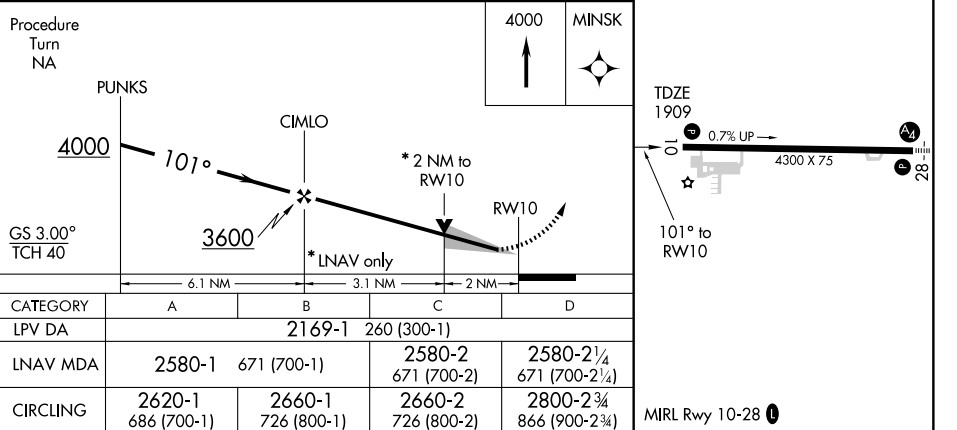 Procedure
Turn
NA
4000
MINSK
PUNKS
CIMLO
4000
101°
* 2 NM to
RW10
RW10
GS 3.00°
TCH 40
3600
* LNAV only
6.1 NM
3.1 NM
2 NM
CATEGORY A B C D
LPV DA 2169-1 260 (300-1)
LNAV MDA 2580-1 671 (700-1) 2580-2 2580-2¼
671 (700-2) 671 (700-2¼)
CIRCLING 2620-1 2660-1 2660-2 2800-2¾
686 (700-1) 726 (800-1) 726 (800-2) 866 (900-2¾)
TDZE
1909
P
0.7% UP
A4
10
4300 X 75
P
28
101° to
RW10
MIRL Rwy 10-28 L